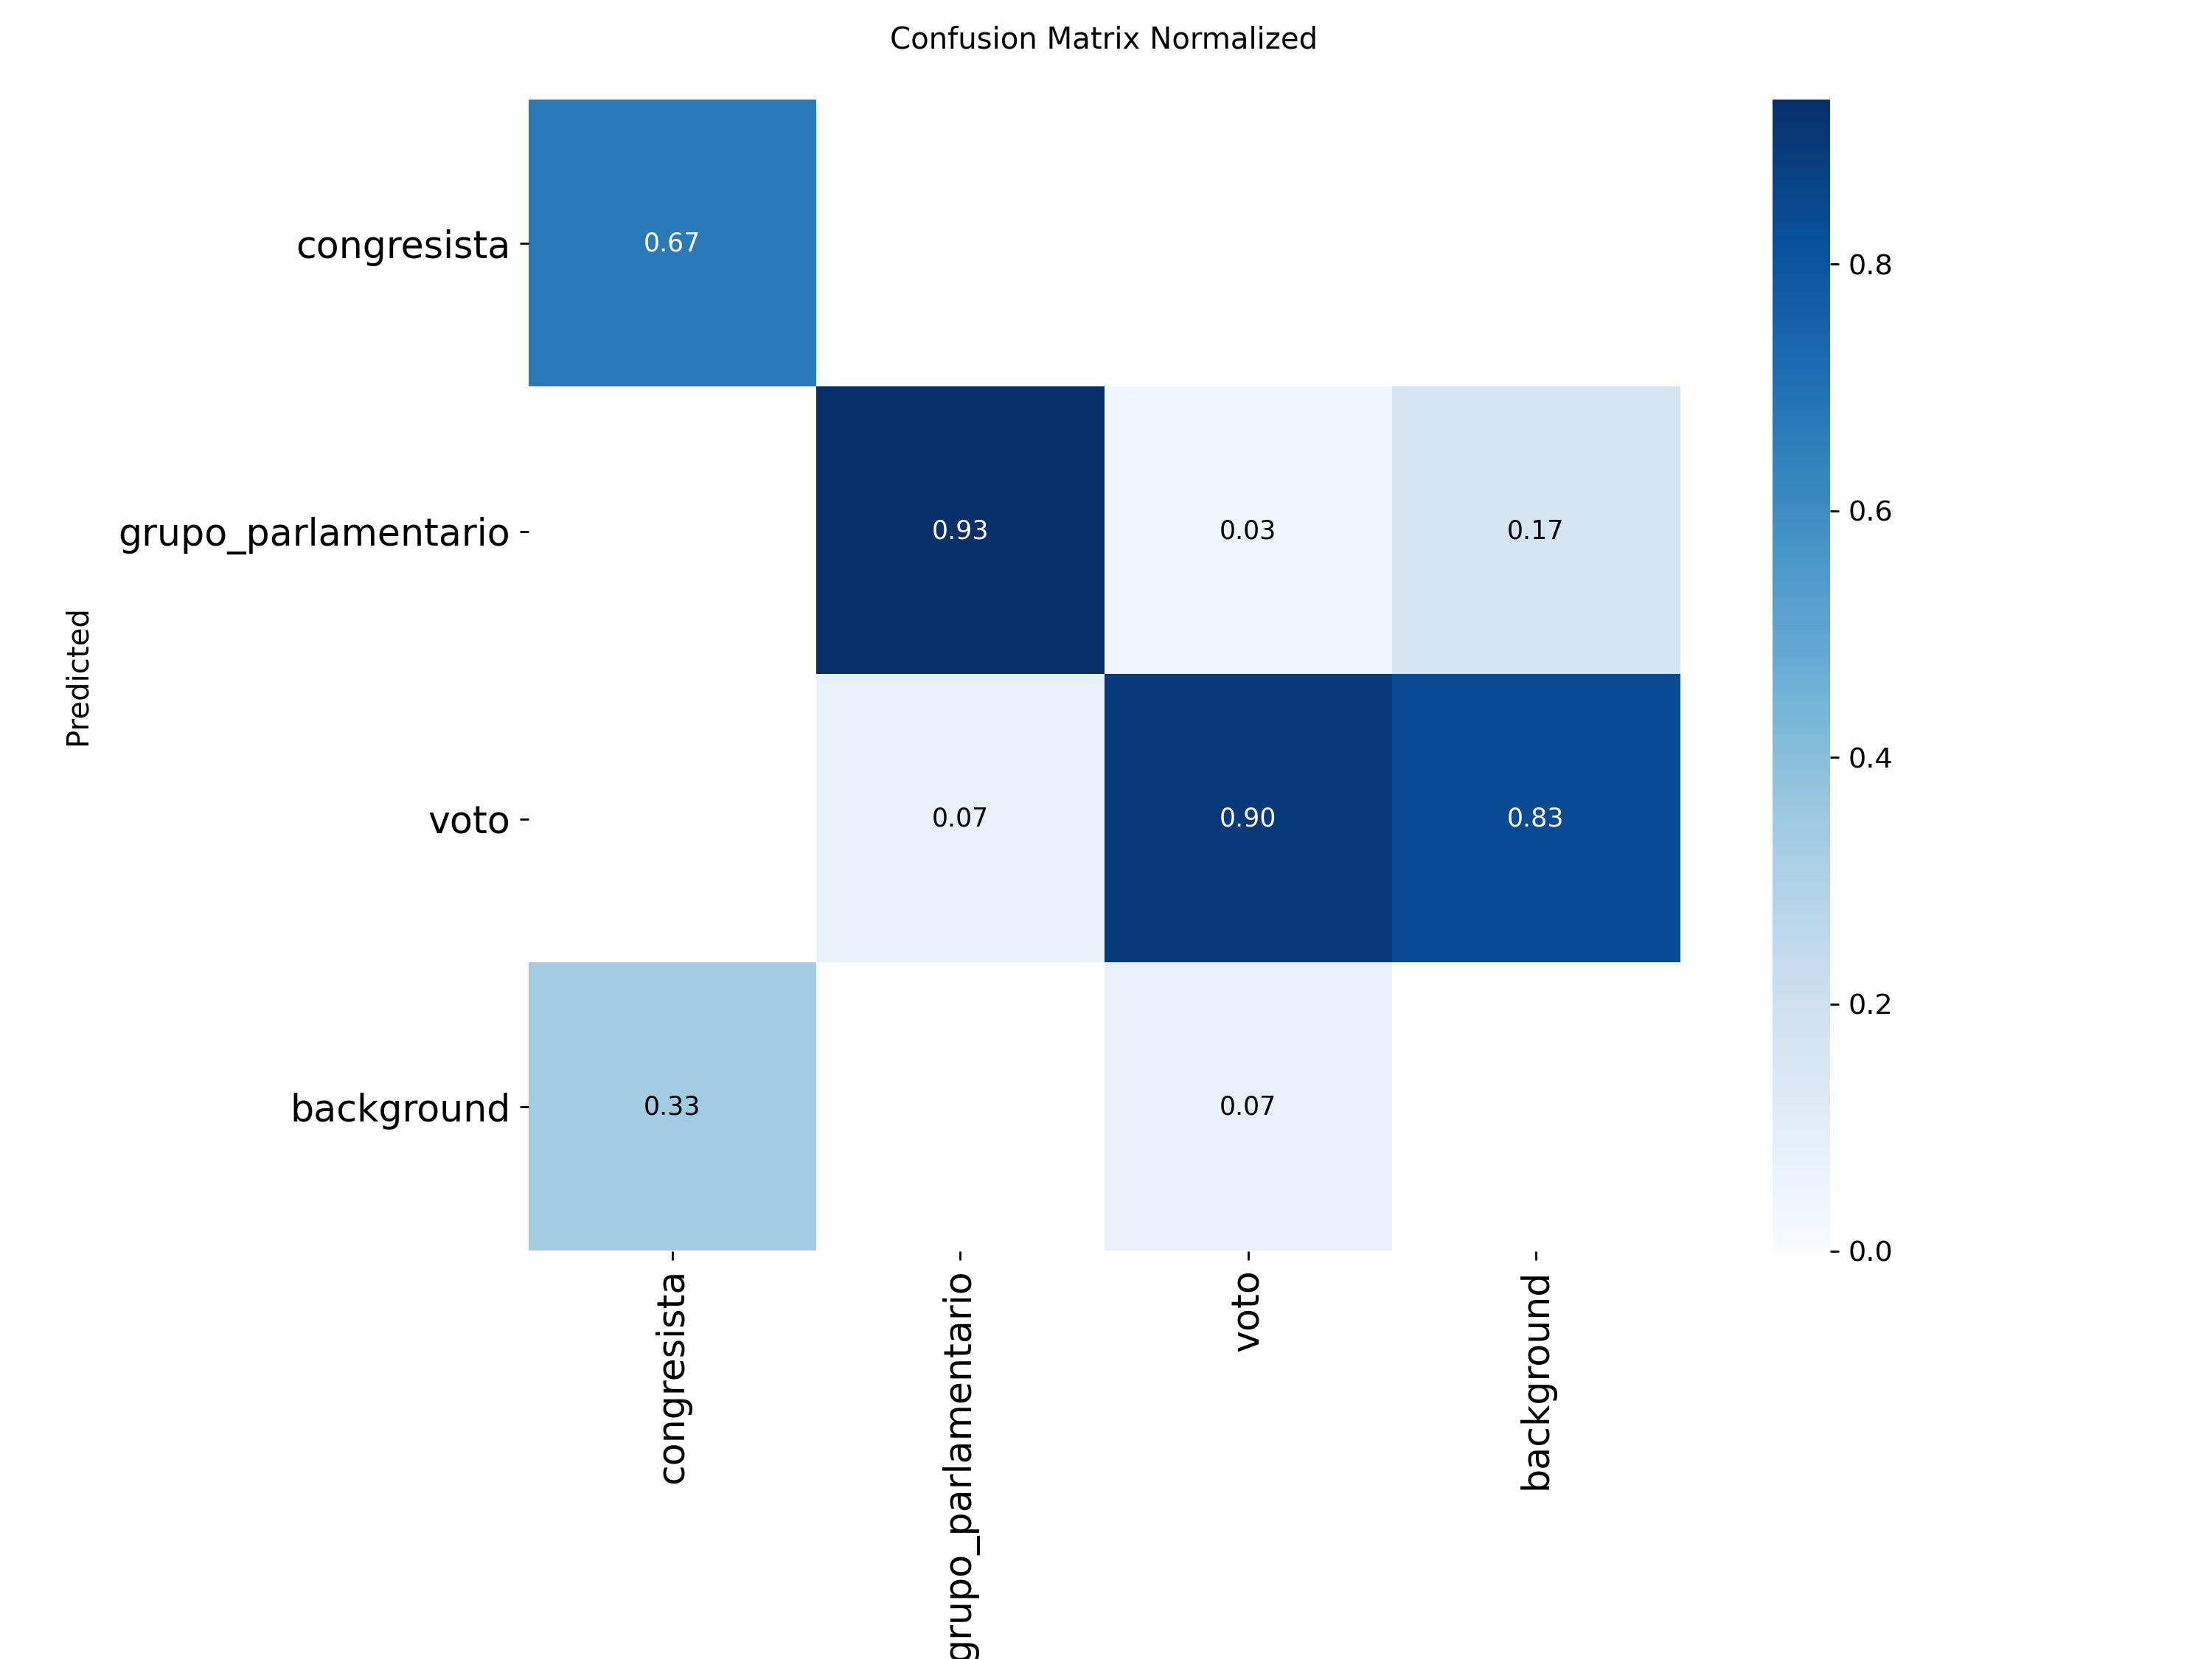 Confusion Matrix Normalized
congresista
0.67
grupo_parlamentario
0.93
0.03
0.17
voto
0.07
0.90
0.83
background
0.33
0.07
Predicted
congresista
grupo_parlamentario
voto
background
0.8
0.6
0.4
0.2
0.0